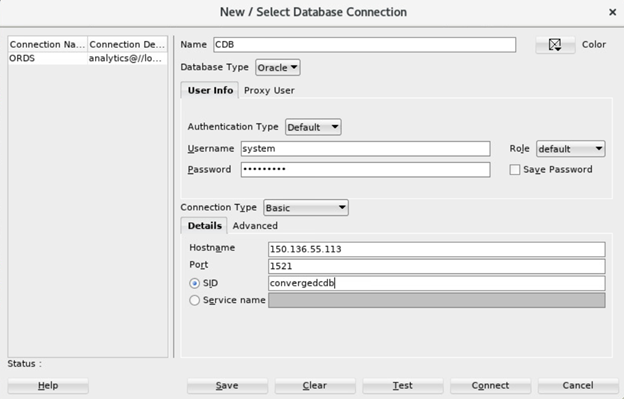 New / Select Database Connection
Connection Na... Connection De...
ORDS analytics@//lo...
Name CDB Color
Database Type Oracle
User Info Proxy User
Authentication Type Default
Username system Role default
Password ••••••••• Save Password
Connection Type Basic
Details Advanced
Hostname 150.136.55.113
Port 1521
SID convergedcdb
Service name
Status :
Help Save Clear Test Connect Cancel